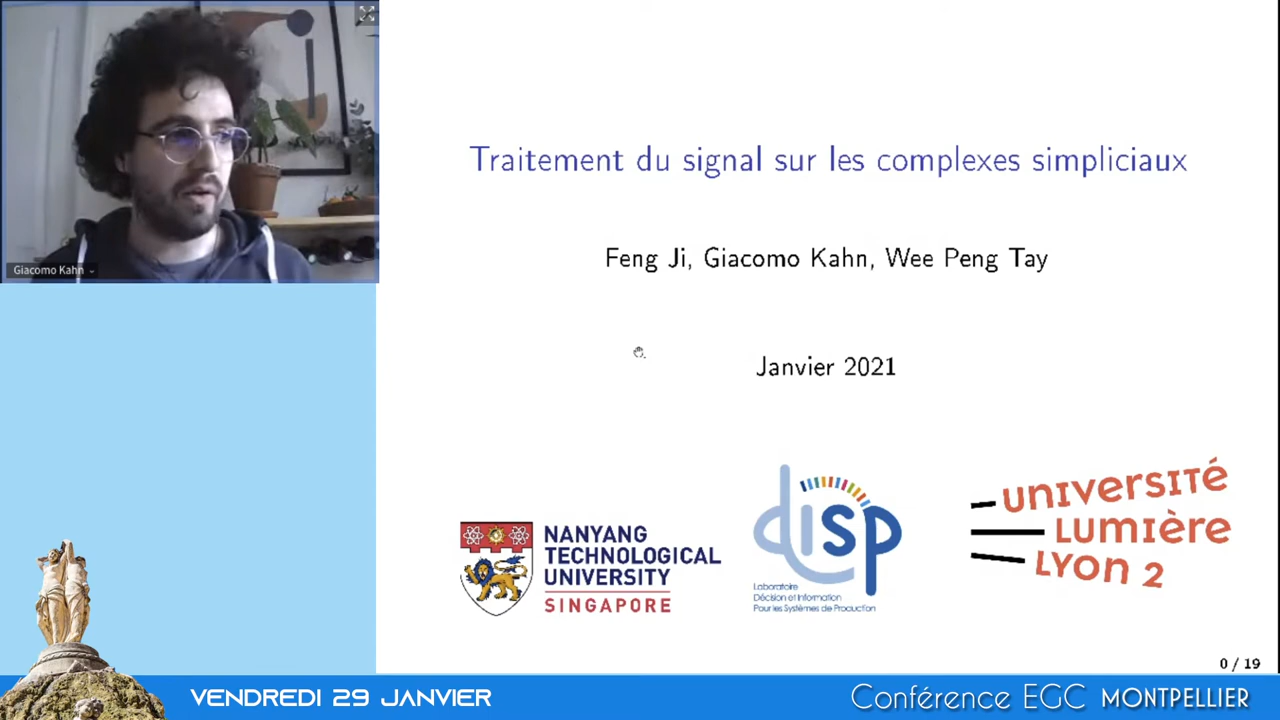 Giacomo Kahn
Traitement du signal sur les complexes simpliciaux
Feng Ji, Giacomo Kahn, Wee Peng Tay
Janvier 2021
NANYANG
TECHNOLOGICAL
UNIVERSITY
SINGAPORE
disp
Laboratoire
Décision et Information
Pour les Systèmes de Production
UNIVERSITÉ
LUMIÈRE
LYON 2
0 / 19
VENDREDI 29 JANVIER
Conférence EGC MONTPELLIER